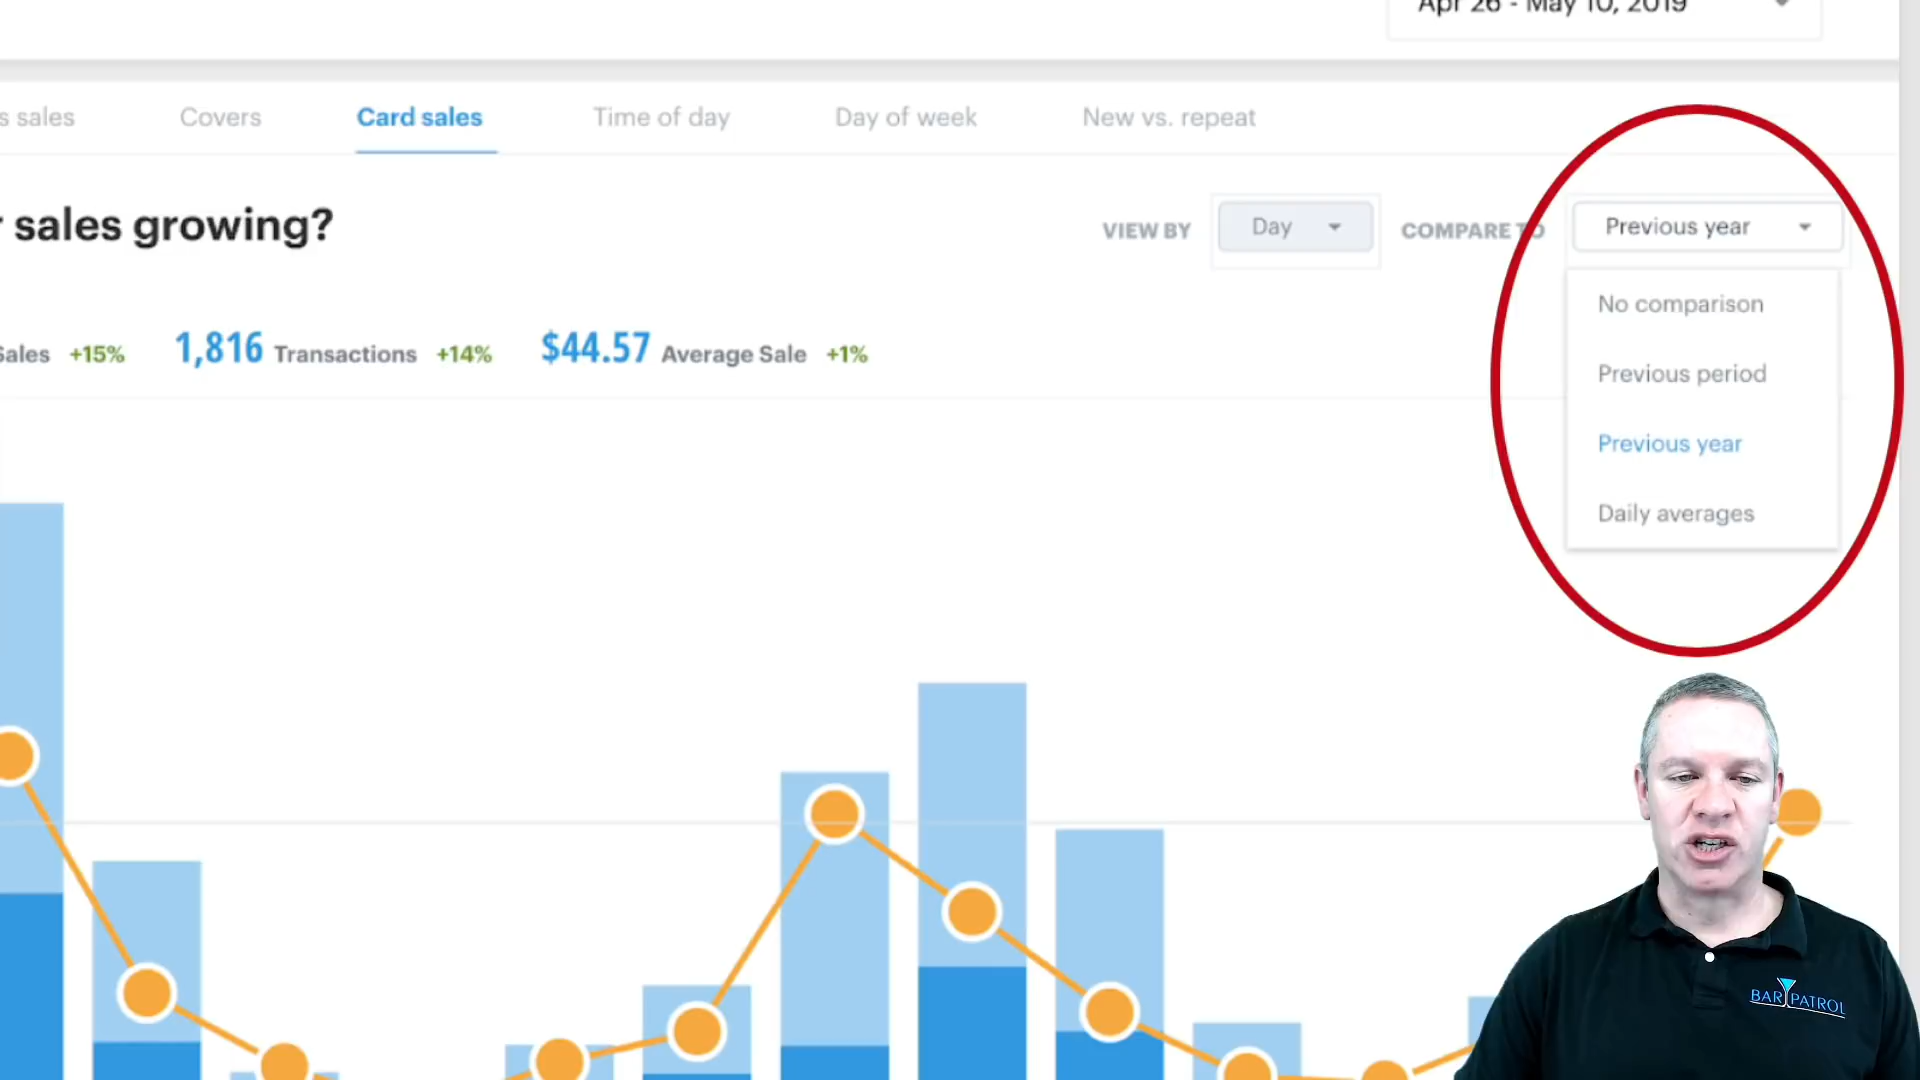 Apr 26 - May 10, 2019
s sales Covers Card sales Time of day Day of week New vs. repeat
r sales growing?
VIEW BY Day COMPARE TO Previous year
No comparison
Previous period
Previous year
Daily averages
Sales +15% 1,816 Transactions +14% $44.57 Average Sale +1%
BAR PATROL